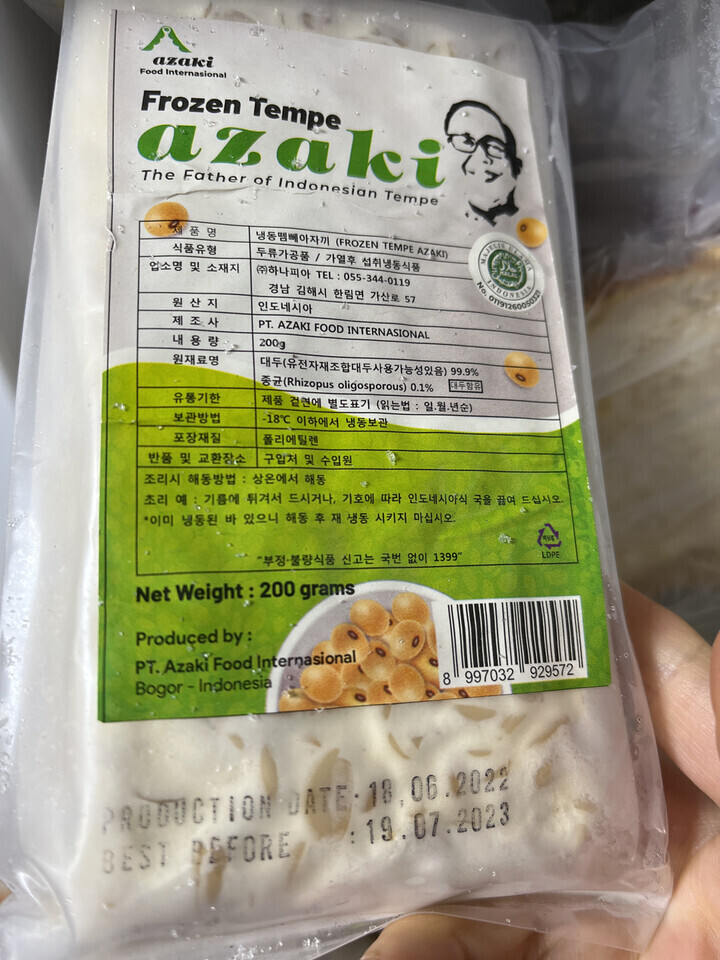 azaki
Food Internasional
Frozen Tempe
azaki
The Father of Indonesian Tempe
제 품 명 냉동뗌뻬아자끼 (FROZEN TEMPE AZAKI)
식품유형 두류가공품 / 가열후 섭취냉동식품
업소명 및 소재지 ㈜하나피아 TEL : 055-344-0119
경남 김해시 한림면 가산로 57
원 산 지 인도네시아
제 조 사 PT. AZAKI FOOD INTERNASIONAL
내 용 량 200g
원재료명 대두(유전자재조합대두사용가능성있음) 99.9%
중균(Rhizopus oligosporous) 0.1% 대두함유
유통기한 제품 겉면에 별도표기 (읽는법 : 일.월.년순)
보관방법 -18℃ 이하에서 냉동보관
포장재질 폴리에틸렌
반품 및 교환장소 구입처 및 수입원
조리시 해동방법 : 상온에서 해동
조리 예 : 기름에 튀겨서 드시거나, 기호에 따라 인도네시아식 국을 끓여 드십시오.
*이미 냉동된 바 있으니 해동 후 재 냉동 시키지 마십시오.
"부정·불량식품 신고는 국번 없이 1399"
LDPE
MAJELIS ULAMA
HALAL
INDONESIA
Net Weight : 200 grams
Produced by :
PT. Azaki Food Internasional
Bogor - Indonesia
8 997032 929572
PRODUCTION DATE: 18.06.2022
BEST BEFORE : 19.07.2023